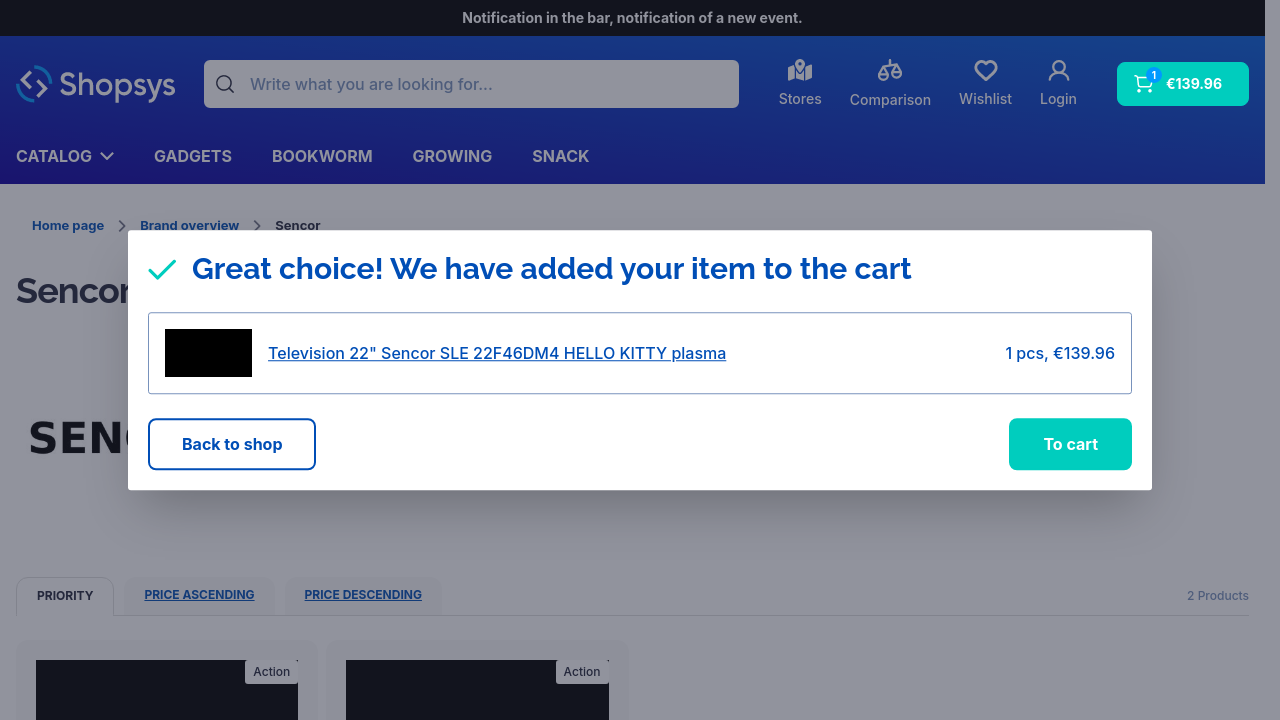 Notification in the bar, notification of a new event.
Shopsys
Write what you are looking for...
Stores
Comparison
Wishlist
Login
1
€139.96
CATALOG
GADGETS
BOOKWORM
GROWING
SNACK
Home page
Brand overview
Sencor
Sencor
Great choice! We have added your item to the cart
Television 22" Sencor SLE 22F46DM4 HELLO KITTY plasma
1 pcs, €139.96
Back to shop
To cart
PRIORITY
PRICE ASCENDING
PRICE DESCENDING
2 Products
Action
Action